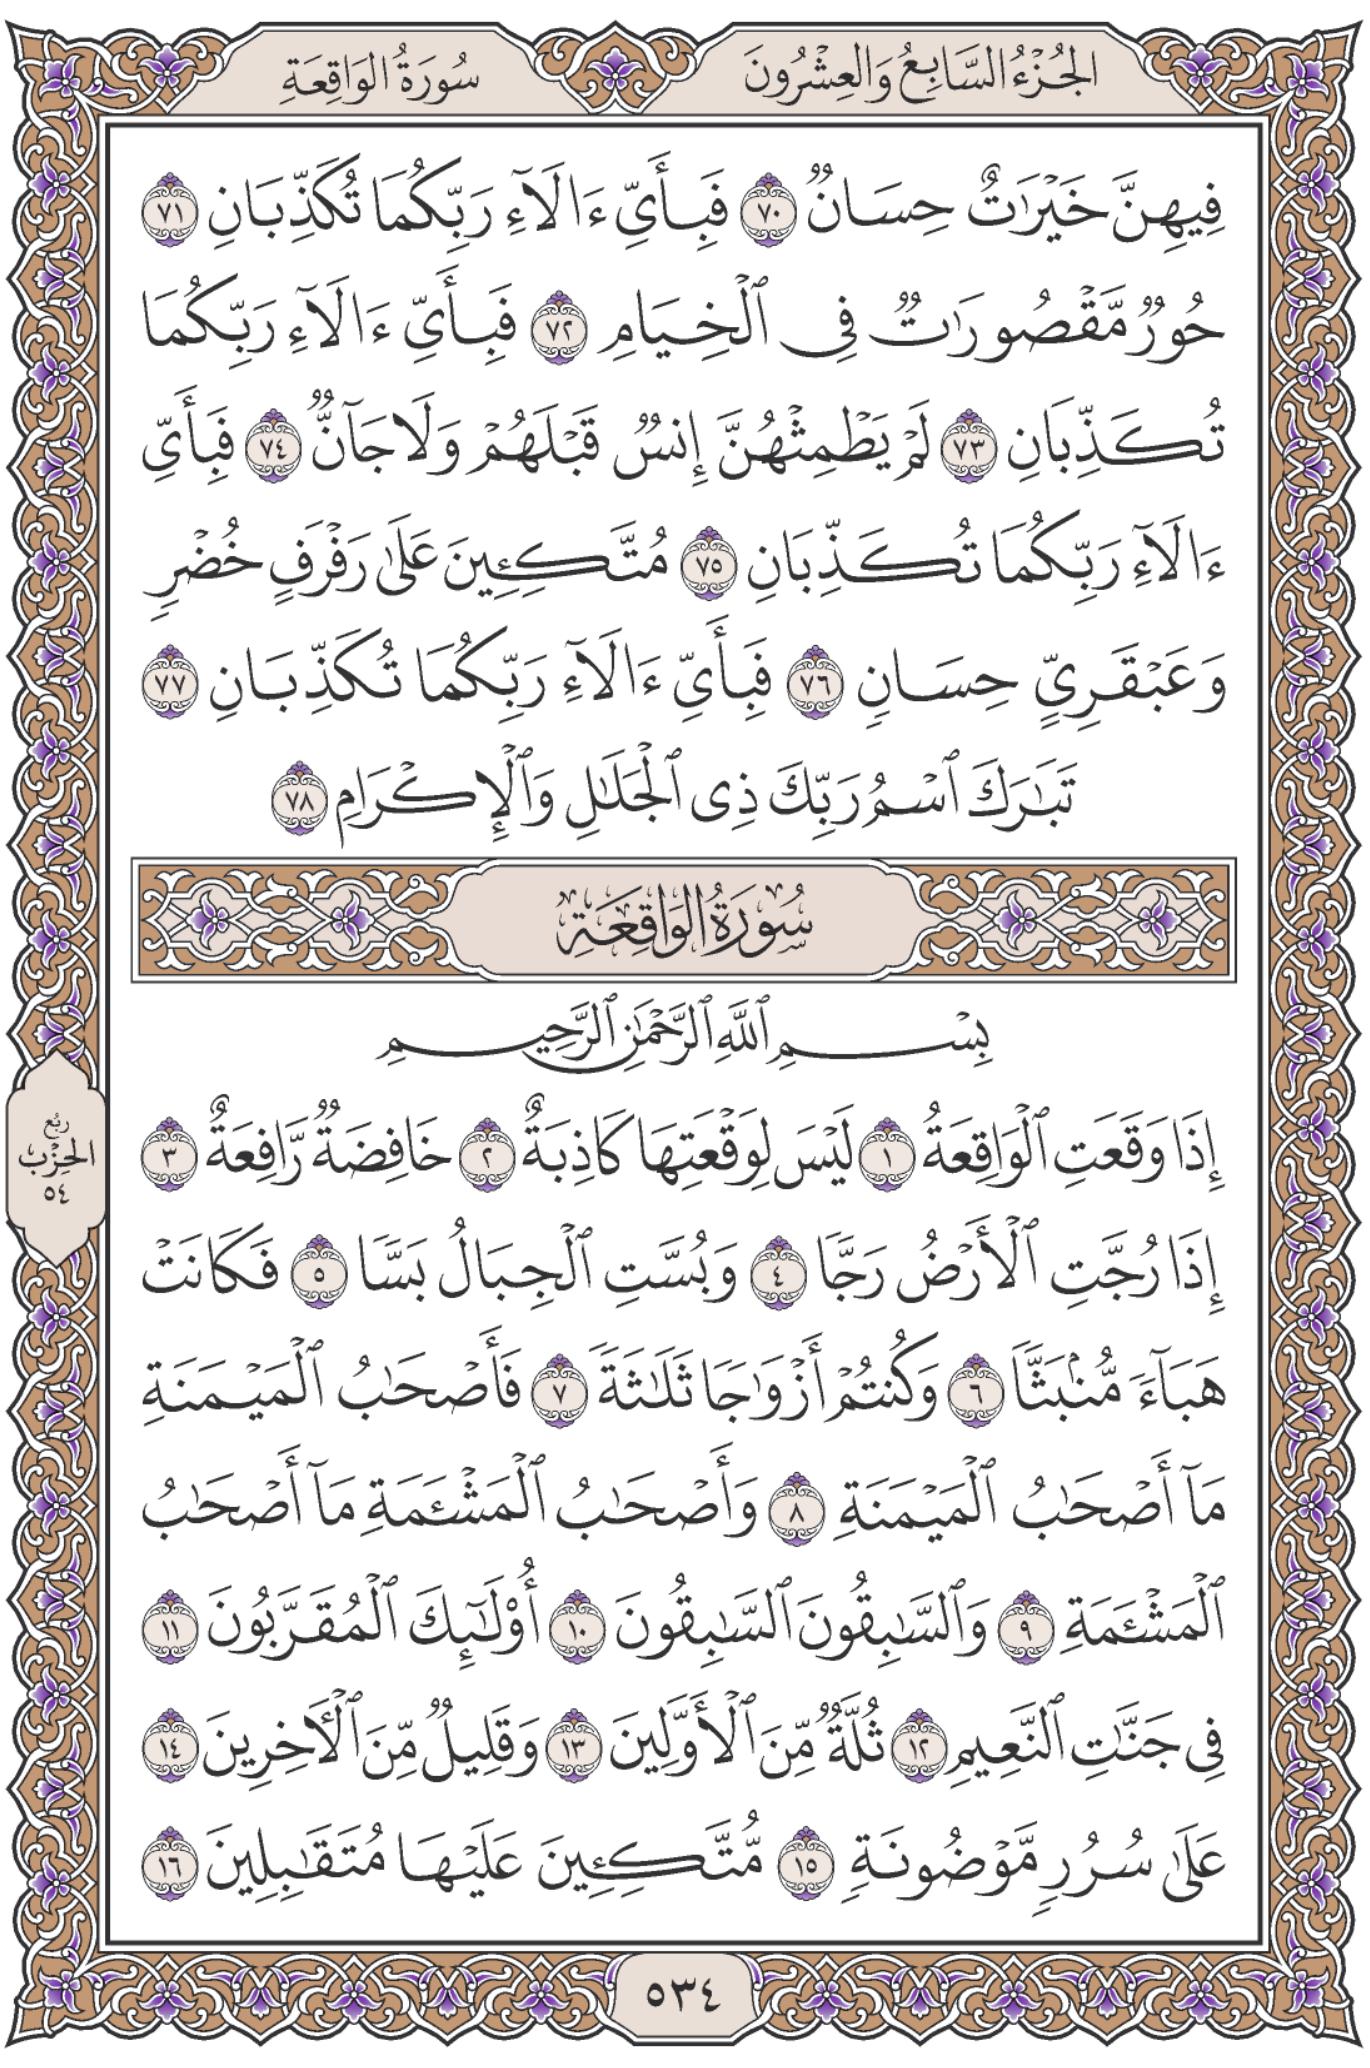 الجُزْءُ السَّابِعُ وَالعِشْرُونَ
سُورَةُ الوَاقِعَةِ
فِيهِنَّ خَيْرَٰتٌ حِسَانٌ ٧٠ فَبِأَيِّ ءَالَآءِ رَبِّكُمَا تُكَذِّبَانِ ٧١
حُورٌ مَّقْصُورَٰتٌ فِى ٱلْخِيَامِ ٧٢ فَبِأَيِّ ءَالَآءِ رَبِّكُمَا
تُكَذِّبَانِ ٧٣ لَمْ يَطْمِثْهُنَّ إِنسٌ قَبْلَهُمْ وَلَا جَآنٌّ ٧٤ فَبِأَيِّ
ءَالَآءِ رَبِّكُمَا تُكَذِّبَانِ ٧٥ مُتَّكِـِٔينَ عَلَىٰ رَفْرَفٍ خُضْرٍ
وَعَبْقَرِيٍّ حِسَانٍ ٧٦ فَبِأَيِّ ءَالَآءِ رَبِّكُمَا تُكَذِّبَانِ ٧٧
تَبَٰرَكَ ٱسْمُ رَبِّكَ ذِى ٱلْجَلَٰلِ وَٱلْإِكْرَامِ ٧٨
سُورَةُ الوَاقِعَةِ
بِسْمِ ٱللَّهِ ٱلرَّحْمَٰنِ ٱلرَّحِيمِ
إِذَا وَقَعَتِ ٱلْوَاقِعَةُ ١ لَيْسَ لِوَقْعَتِهَا كَاذِبَةٌ ٢ خَافِضَةٌ رَّافِعَةٌ ٣
إِذَا رُجَّتِ ٱلْأَرْضُ رَجًّا ٤ وَبُسَّتِ ٱلْجِبَالُ بَسًّا ٥ فَكَانَتْ
هَبَآءً مُّنۢبَثًّا ٦ وَكُنتُمْ أَزْوَٰجًا ثَلَٰثَةً ٧ فَأَصْحَٰبُ ٱلْمَيْمَنَةِ
مَآ أَصْحَٰبُ ٱلْمَيْمَنَةِ ٨ وَأَصْحَٰبُ ٱلْمَشْـَٔمَةِ مَآ أَصْحَٰبُ
ٱلْمَشْـَٔمَةِ ٩ وَٱلسَّٰبِقُونَ ٱلسَّٰبِقُونَ ١٠ أُو۟لَٰٓئِكَ ٱلْمُقَرَّبُونَ ١١
فِى جَنَّٰتِ ٱلنَّعِيمِ ١٢ ثُلَّةٌ مِّنَ ٱلْأَوَّلِينَ ١٣ وَقَلِيلٌ مِّنَ ٱلْـَٔاخِرِينَ ١٤
عَلَىٰ سُرُرٍ مَّوْضُونَةٍ ١٥ مُّتَّكِـِٔينَ عَلَيْهَا مُتَقَٰبِلِينَ ١٦
رُبْعُ
الحِزْب
٥٤
٥٣٤